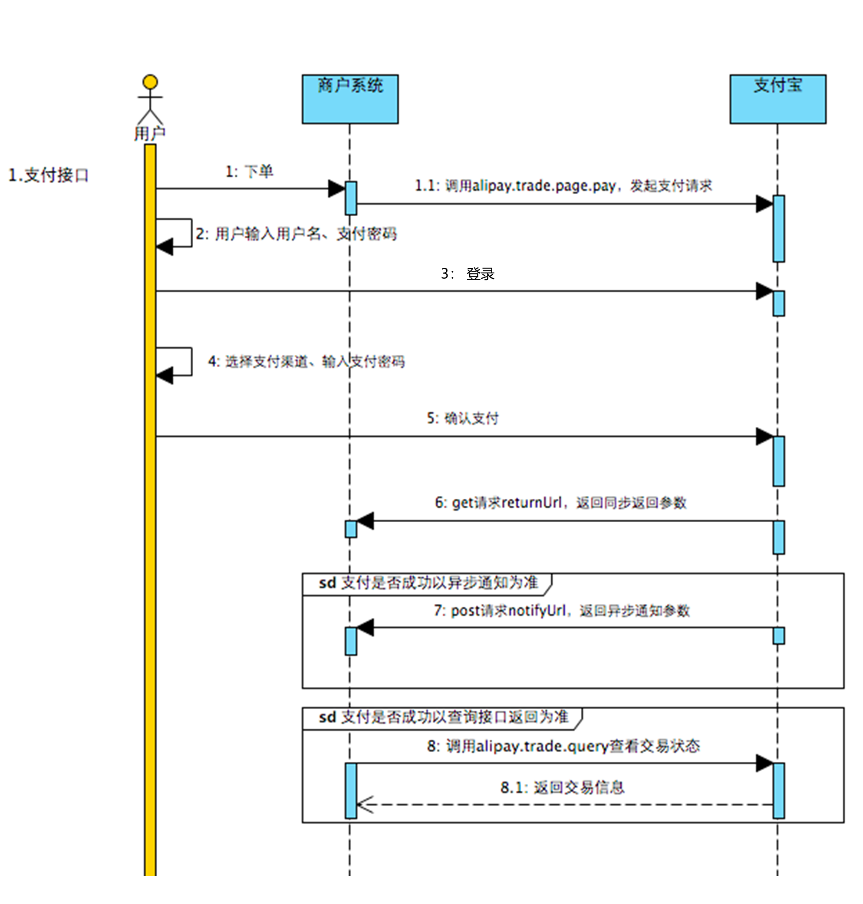 商户系统
支付宝
用户
1.支付接口
1: 下单
1.1: 调用alipay.trade.page.pay，发起支付请求
2: 用户输入用户名、支付密码
3: 登录
4: 选择支付渠道、输入支付密码
5: 确认支付
6: get请求returnUrl，返回同步返回参数
sd 支付是否成功以异步通知为准
7: post请求notifyUrl，返回异步通知参数
sd 支付是否成功以查询接口返回为准
8: 调用alipay.trade.query查看交易状态
8.1: 返回交易信息